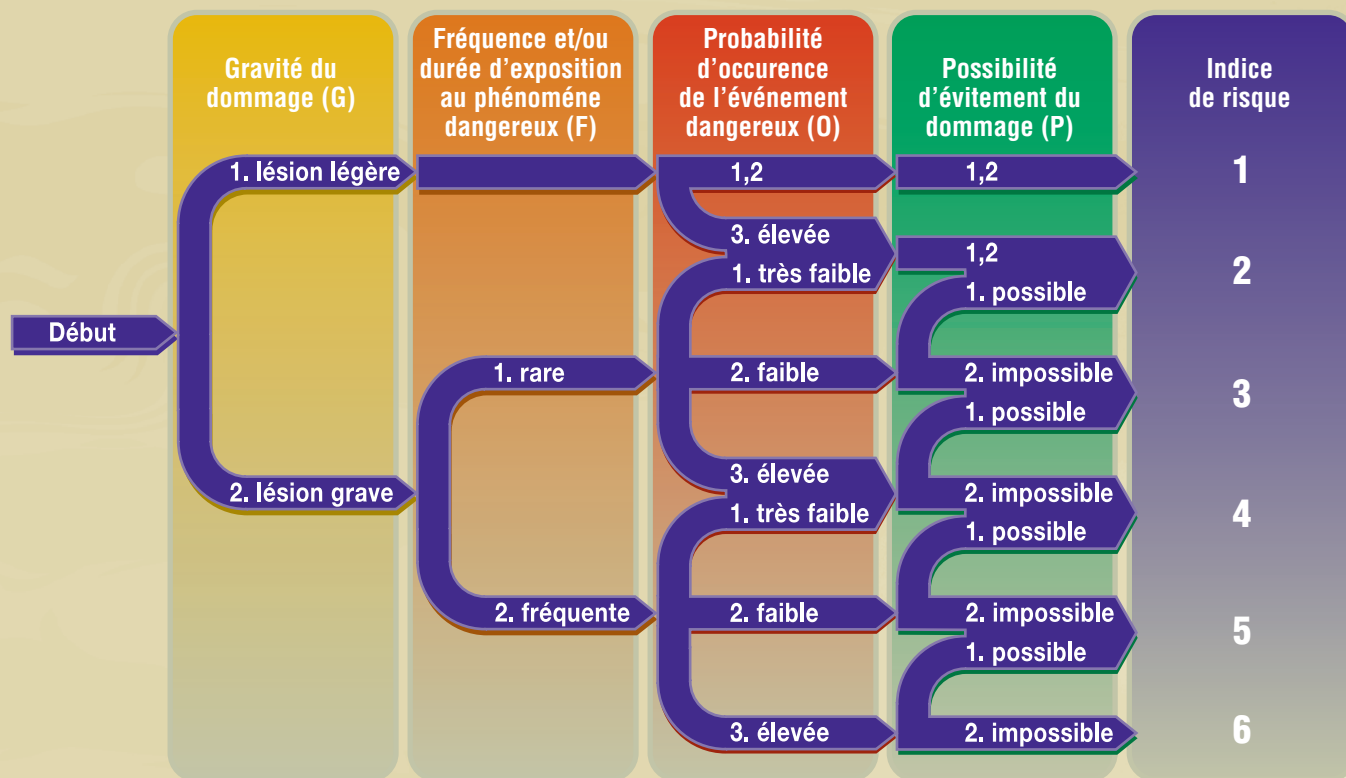 Gravité du
dommage (G)
Fréquence et/ou
durée d'exposition
au phénoméne
dangereux (F)
Probabilité
d'occurence
de l'événement
dangereux (O)
Possibilité
d'évitement du
dommage (P)
Indice
de risque
1. lésion légère
1,2
1,2
1
3. élevée
1,2
1. très faible
1. possible
2
Début
1. rare
2. faible
2. impossible
1. possible
3
2. lésion grave
3. élevée
2. impossible
1. très faible
1. possible
4
2. fréquente
2. faible
2. impossible
1. possible
5
3. élevée
2. impossible
6